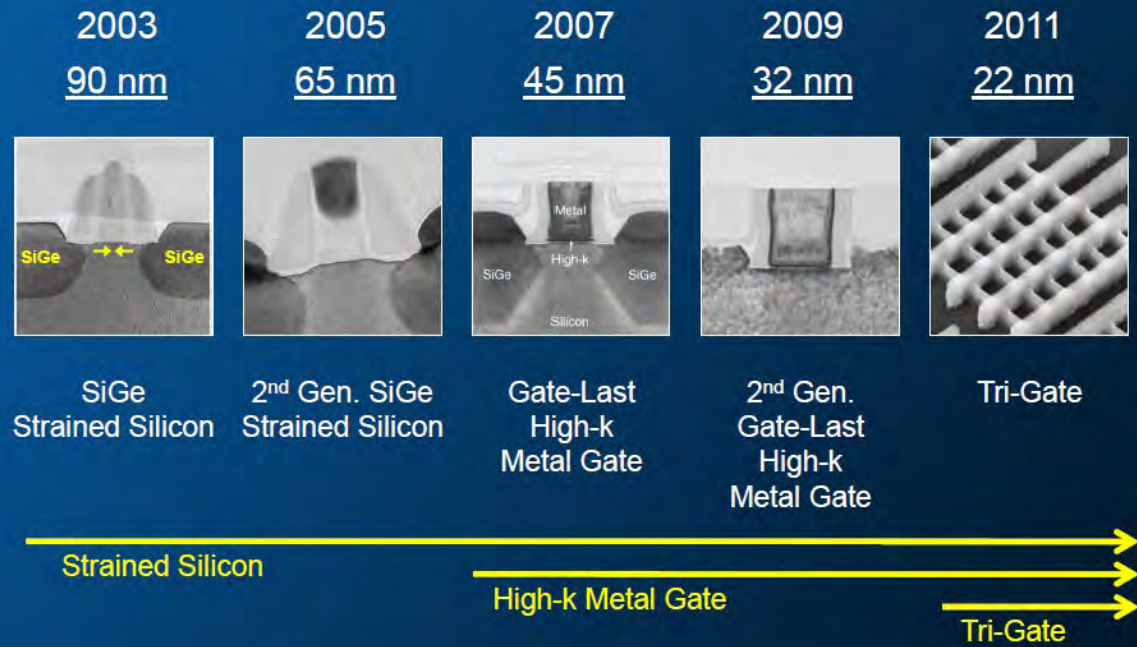 2003
90 nm
2005
65 nm
2007
45 nm
2009
32 nm
2011
22 nm
SiGe
SiGe
Metal
High-k
SiGe
SiGe
Silicon
SiGe
Strained Silicon
2nd Gen. SiGe
Strained Silicon
Gate-Last
High-k
Metal Gate
2nd Gen.
Gate-Last
High-k
Metal Gate
Tri-Gate
Strained Silicon
High-k Metal Gate
Tri-Gate